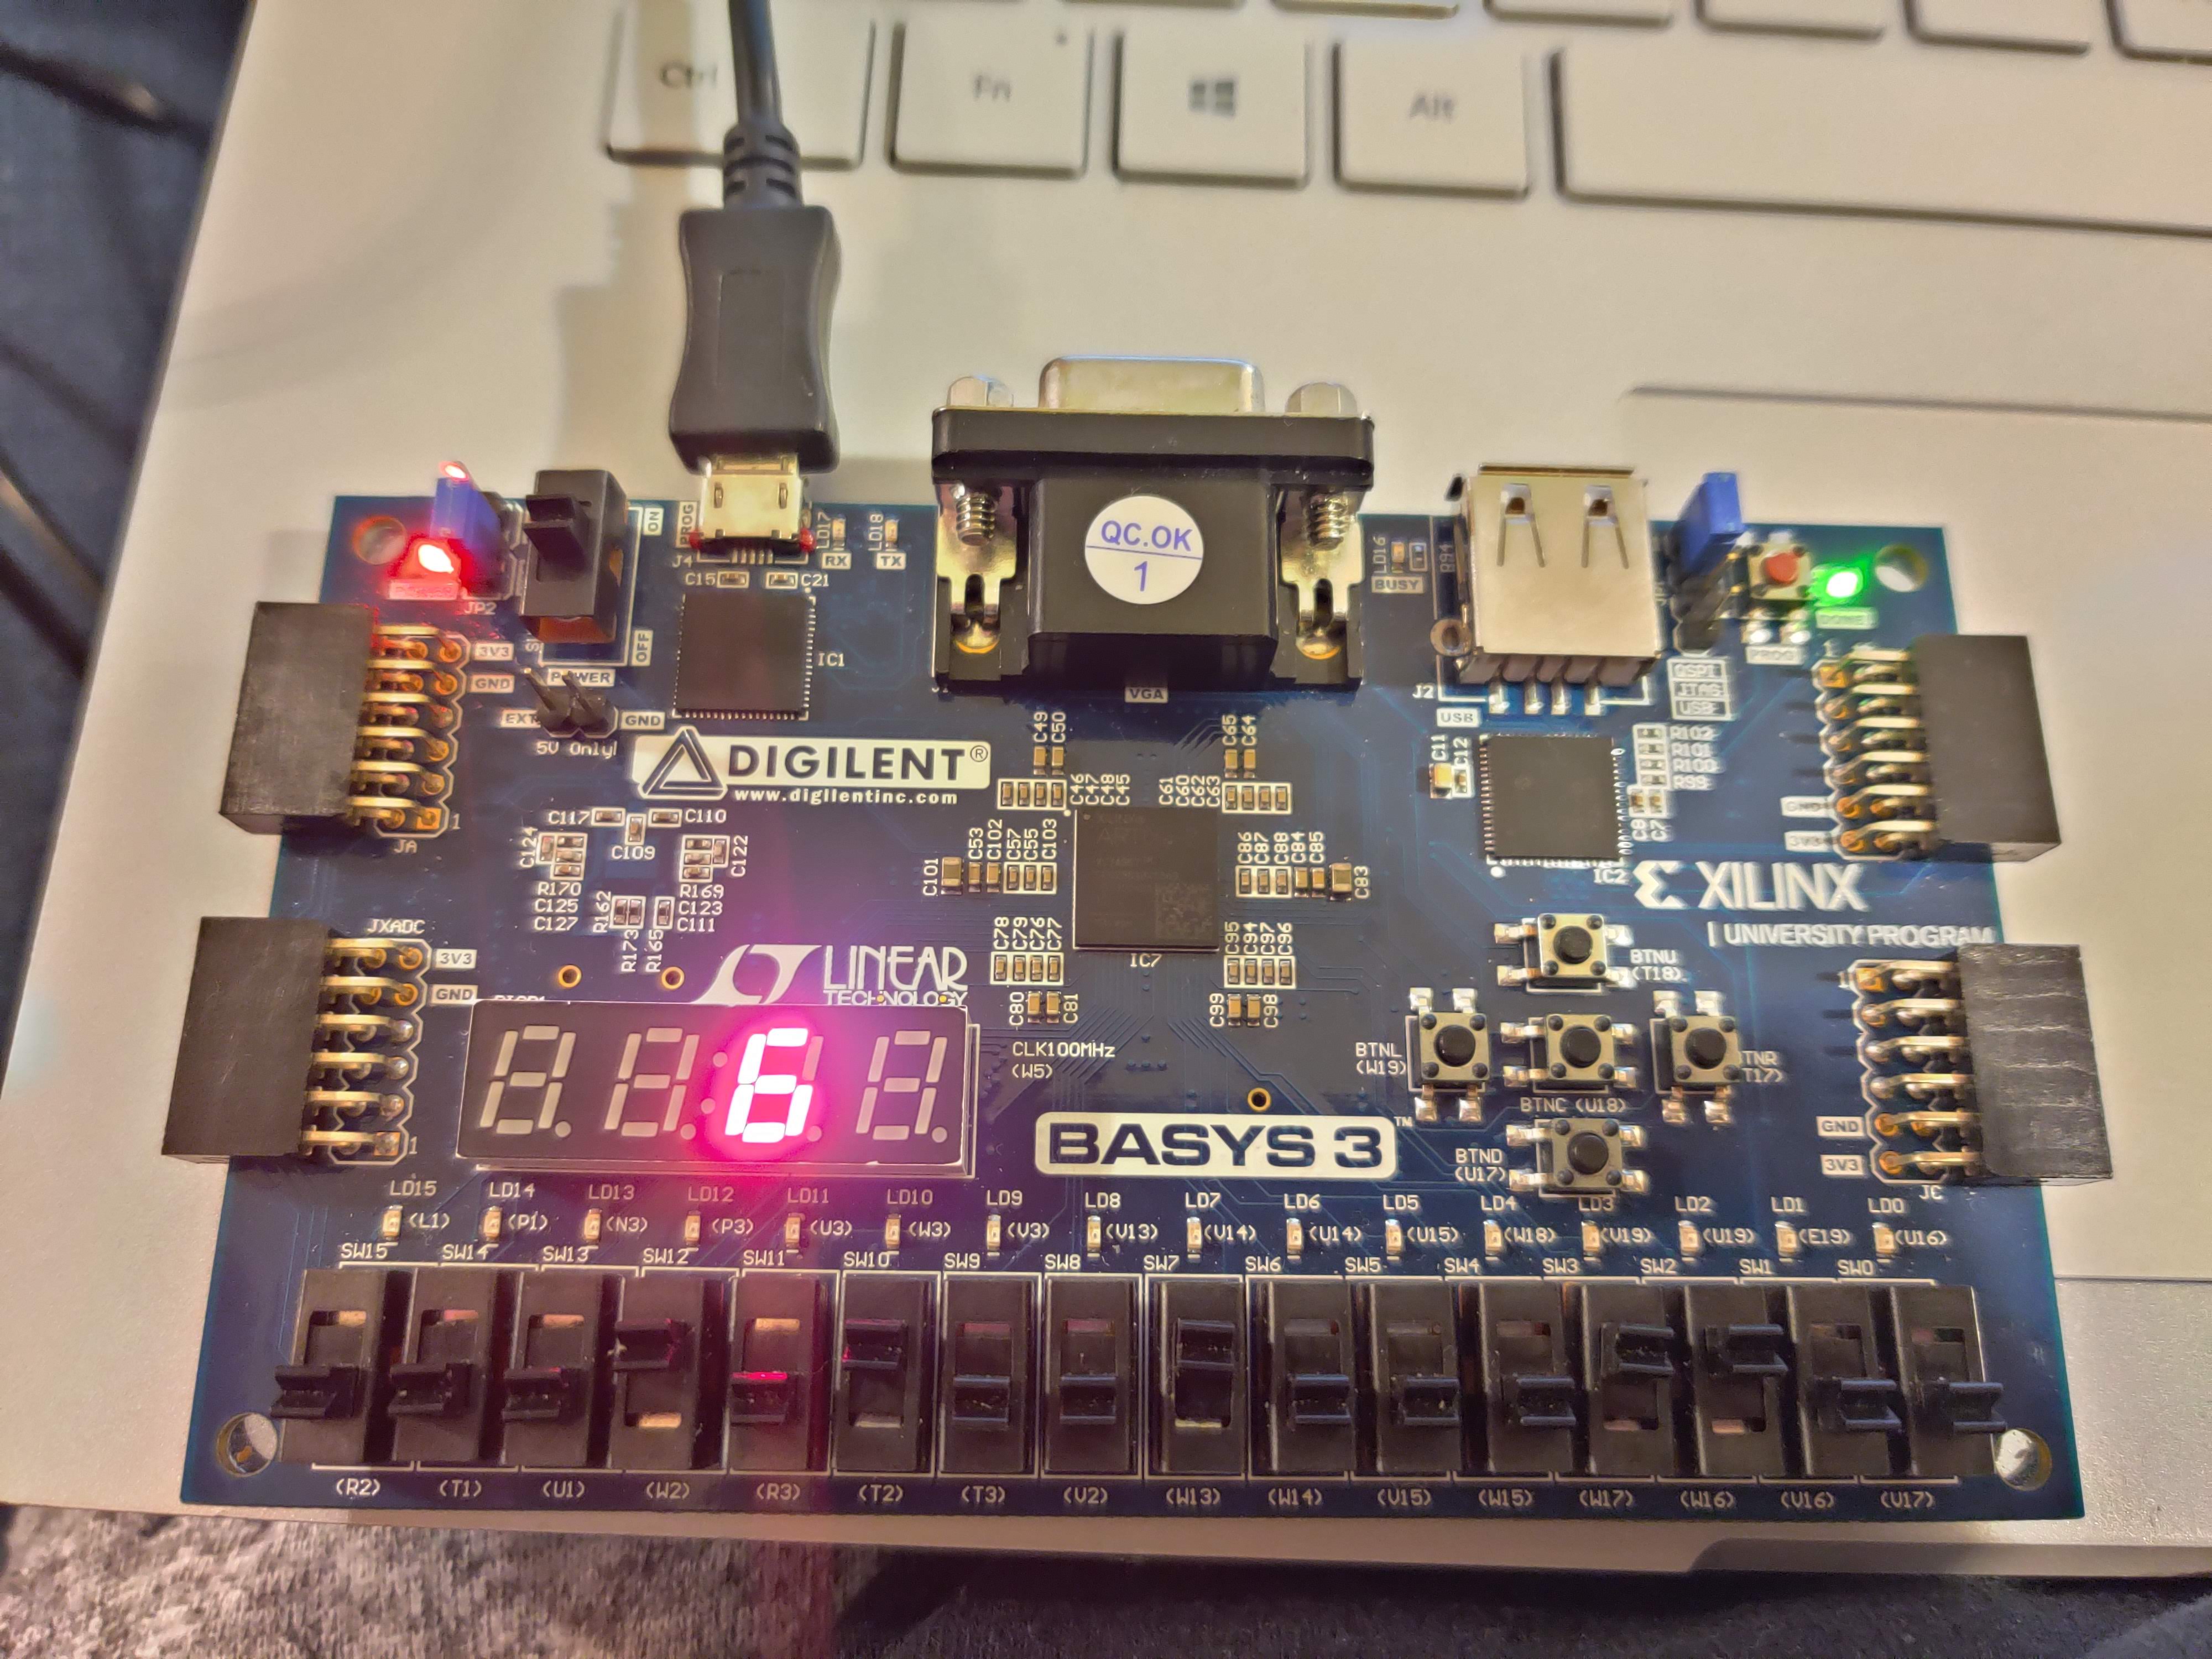 Ctrl
Fn
Alt
PROG
J4
LD17
RX
LD18
TX
ON
OFF
POWER
JP2
C15
C21
IC1
QC.OK
1
VGA
LD16
BUSY
J2
USB
PROG
DONE
QSPI
JTAG
USB
3V3
GND
1
JA
EXT
GND
5V Only!
DIGILENT®
www.digilentinc.com
C49
C50
C65
C64
C46
C47
C48
C45
C61
C60
C62
C63
C11
C12
R102
R101
R100
R99
C8
C7
IC2
GND
3V3
C117
C110
C124
C109
C122
R170
C125
C127
R169
C123
C111
R162
R173
R165
C101
C53
C102
C57
C55
C103
C86
C87
C88
C84
C85
C83
XILINX
UNIVERSITY PROGRAM
JXADC
3V3
GND
1
LINEAR
TECHNOLOGY
C78
C79
C76
C77
IC7
C95
C94
C97
C96
C80
C81
C99
C98
BTNU
(T18)
BTNL
(W19)
BTNC (U18)
BTND
(U17)
T17)
6
CLK100MHz
(W5)
BASYS 3™
GND
3V3
JC
LD15
LD14
LD13
LD12
LD11
LD10
LD9
LD8
LD7
LD6
LD5
LD4
LD3
LD2
LD1
LD0
(L1)
(P1)
(N3)
(P3)
(U3)
(W3)
(V3)
(V13)
(V14)
(U14)
(U15)
(W18)
(V19)
(U19)
(E19)
(U16)
SW15
SW14
SW13
SW12
SW11
SW10
SW9
SW8
SW7
SW6
SW5
SW4
SW3
SW2
SW1
SW0
(R2)
(T1)
(U1)
(W2)
(R3)
(T2)
(T3)
(V2)
(W13)
(W14)
(V15)
(W15)
(W17)
(W16)
(V16)
(V17)